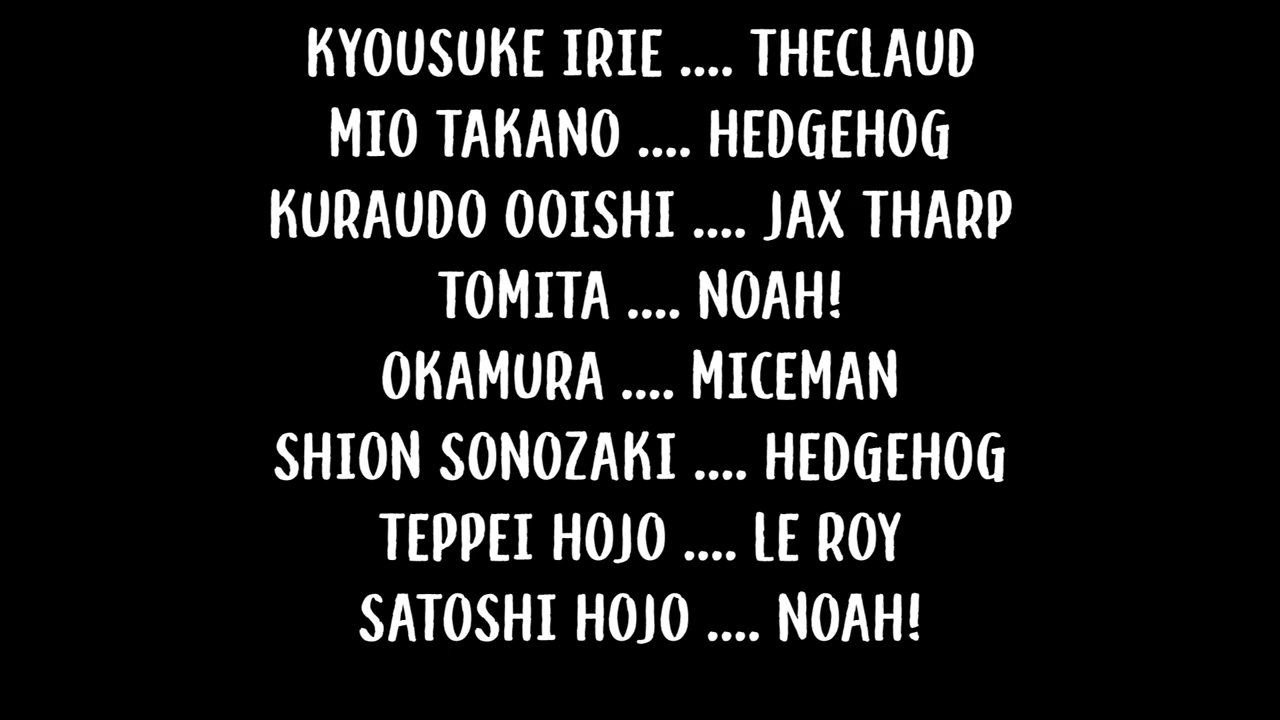 KYOUSUKE IRIE .... THECLAUD
MIO TAKANO .... HEDGEHOG
KURAUDO OOISHI .... JAX THARP
TOMITA .... NOAH!
OKAMURA .... MICEMAN
SHION SONOZAKI .... HEDGEHOG
TEPPEI HOJO .... LE ROY
SATOSHI HOJO .... NOAH!